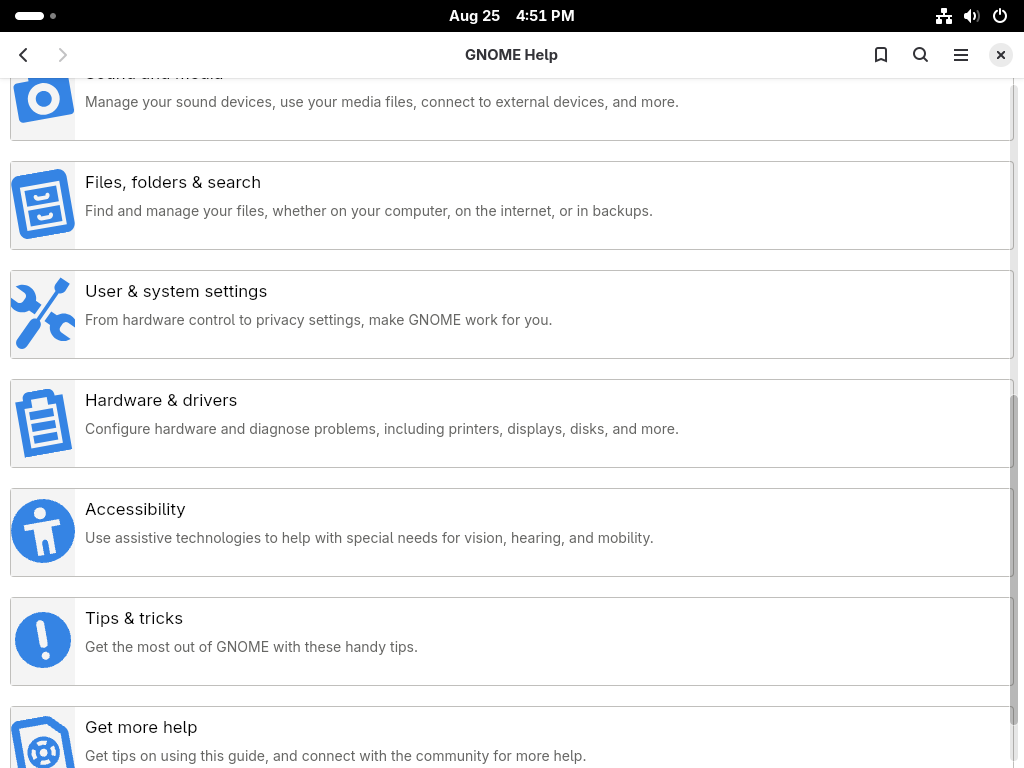 Aug 25 4:51 PM
GNOME Help
Sound and media
Manage your sound devices, use your media files, connect to external devices, and more.
Files, folders & search
Find and manage your files, whether on your computer, on the internet, or in backups.
User & system settings
From hardware control to privacy settings, make GNOME work for you.
Hardware & drivers
Configure hardware and diagnose problems, including printers, displays, disks, and more.
Accessibility
Use assistive technologies to help with special needs for vision, hearing, and mobility.
Tips & tricks
Get the most out of GNOME with these handy tips.
Get more help
Get tips on using this guide, and connect with the community for more help.